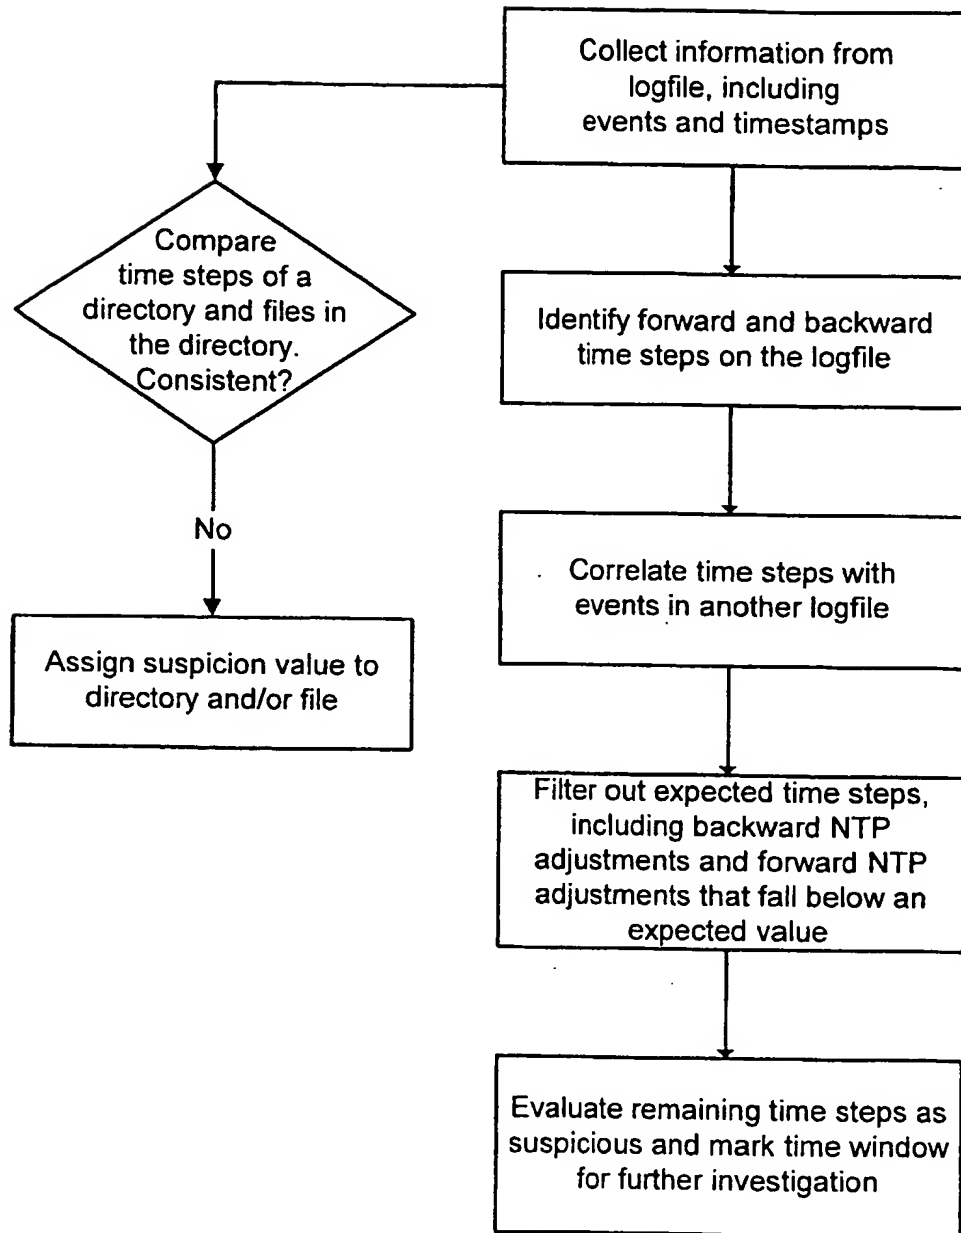 Collect information from
logfile, including
events and timestamps
Compare
time steps of a
directory and files in
the directory.
Consistent?
Identify forward and backward
time steps on the logfile
No
Correlate time steps with
events in another logfile
Assign suspicion value to
directory and/or file
Filter out expected time steps,
including backward NTP
adjustments and forward NTP
adjustments that fall below an
expected value
Evaluate remaining time steps as
suspicious and mark time window
for further investigation